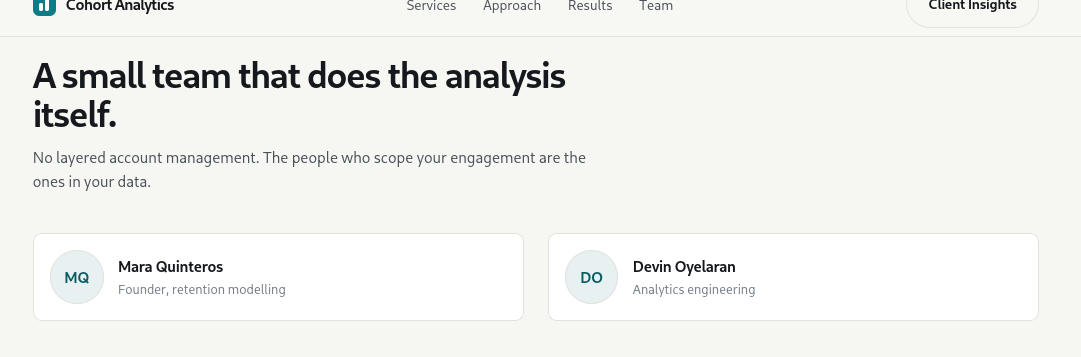 Cohort Analytics
Services
Approach
Results
Team
Client Insights
A small team that does the analysis
itself.
No layered account management. The people who scope your engagement are the
ones in your data.
MQ
Mara Quinteros
Founder, retention modelling
DO
Devin Oyelaran
Analytics engineering